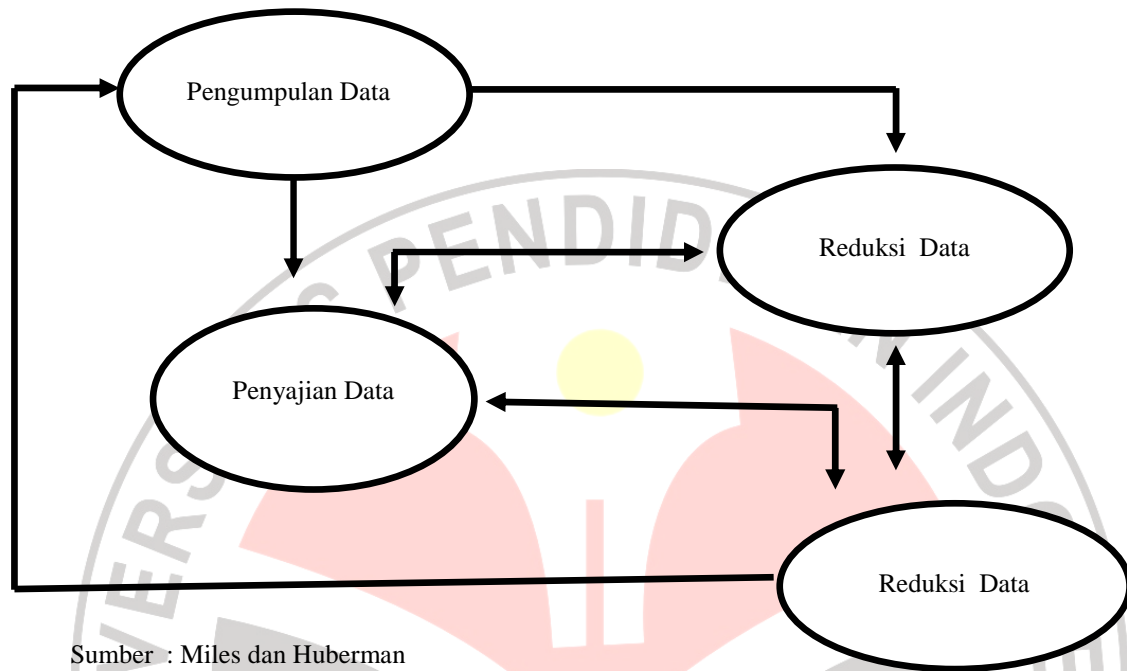 Pengumpulan Data
Reduksi Data
Penyajian Data
Reduksi Data
Sumber : Miles dan Huberman